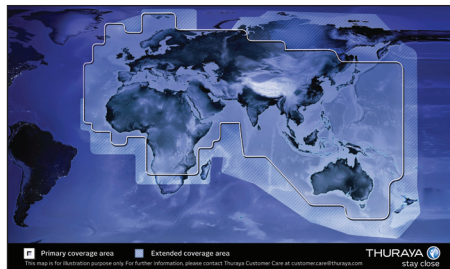 Primary coverage area
Extended coverage area
THURAYA
stay close
This map is for illustration purpose only. For further information, please contact Thuraya Customer Care at customer.care@thuraya.com